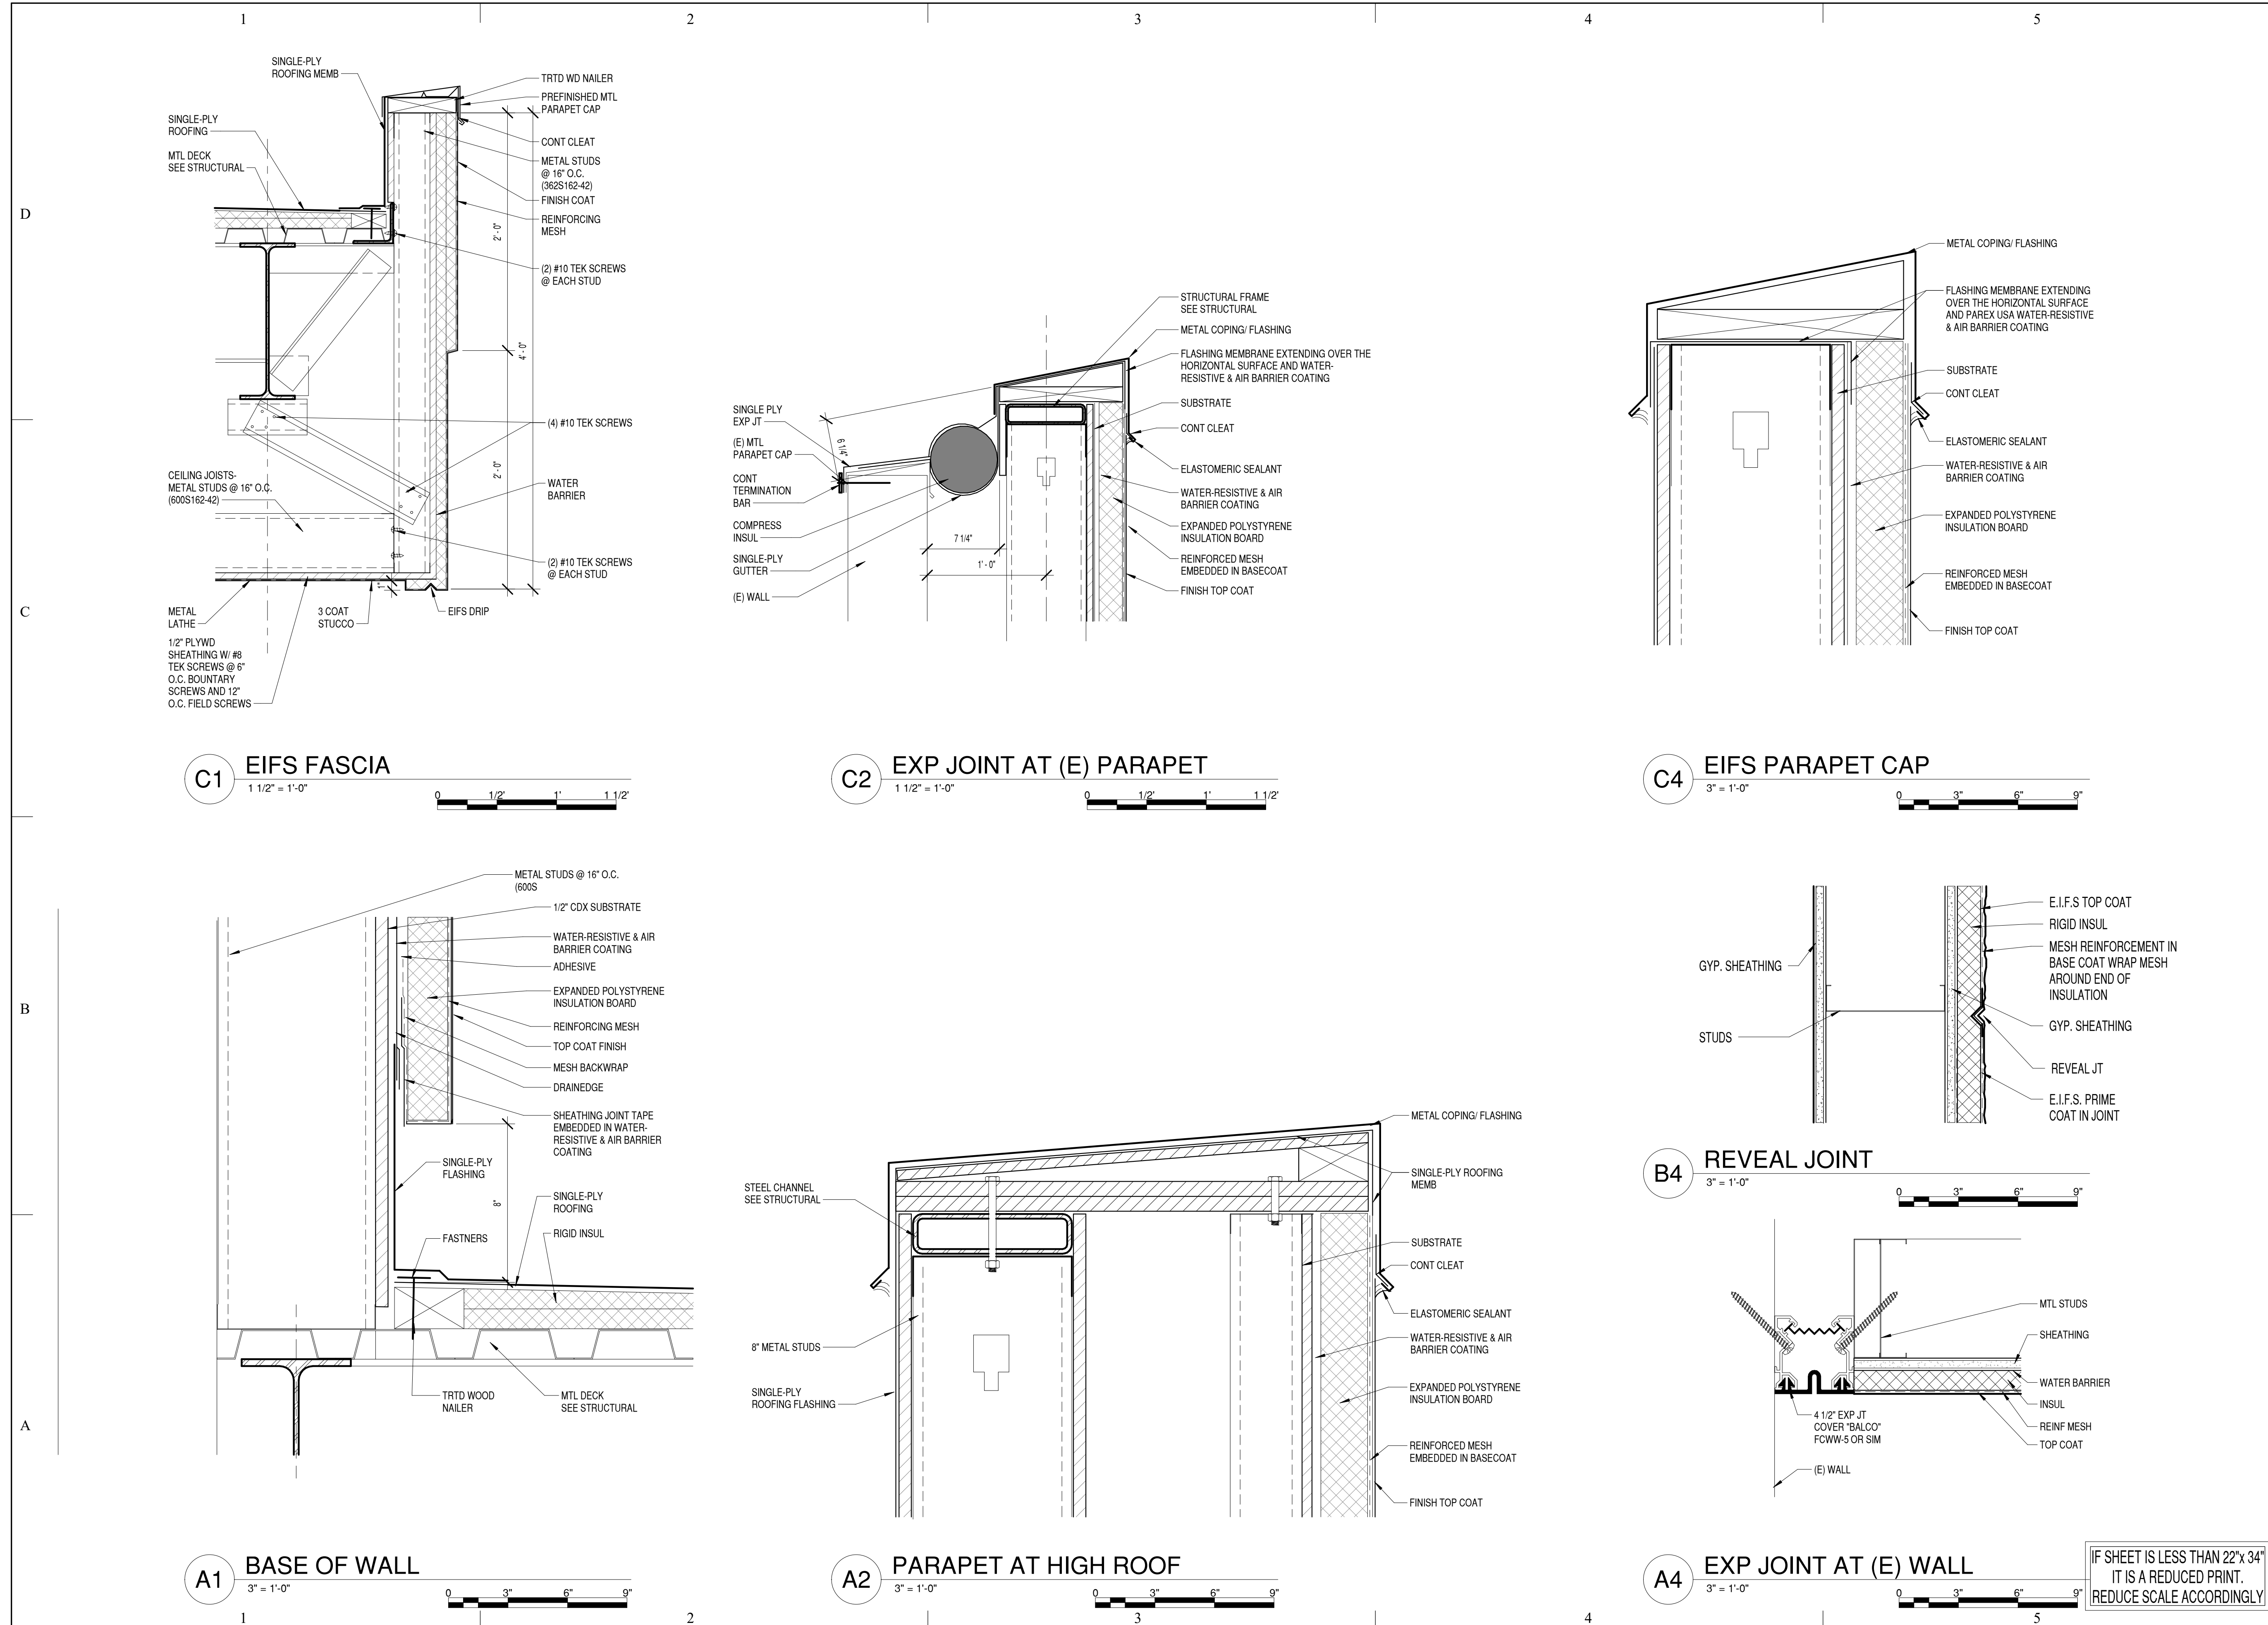 1
2
3
4
5
D
C
B
A
SINGLE-PLY
ROOFING MEMB
SINGLE-PLY
ROOFING
MTL DECK
SEE STRUCTURAL
CEILING JOISTS-
METAL STUDS @ 16" O.C.
(600S162-42)
METAL
LATHE
1/2" PLYWD
SHEATHING W/ #8
TEK SCREWS @ 6"
O.C. BOUNTARY
SCREWS AND 12"
O.C. FIELD SCREWS
3 COAT
STUCCO
EIFS DRIP
TRTD WD NAILER
PREFINISHED MTL
PARAPET CAP
CONT CLEAT
METAL STUDS
@ 16" O.C.
(362S162-42)
FINISH COAT
REINFORCING
MESH
(2) #10 TEK SCREWS
@ EACH STUD
(4) #10 TEK SCREWS
WATER
BARRIER
(2) #10 TEK SCREWS
@ EACH STUD
2' - 0"
4' - 0"
2' - 0"
1"
C1
EIFS FASCIA
1 1/2" = 1'-0"
0 1/2' 1' 1 1/2'
SINGLE PLY
EXP JT
(E) MTL
PARAPET CAP
CONT
TERMINATION
BAR
COMPRESS
INSUL
SINGLE-PLY
GUTTER
(E) WALL
6 1/4"
7 1/4"
1' - 0"
STRUCTURAL FRAME
SEE STRUCTURAL
METAL COPING/ FLASHING
FLASHING MEMBRANE EXTENDING OVER THE
HORIZONTAL SURFACE AND WATER-
RESISTIVE & AIR BARRIER COATING
SUBSTRATE
CONT CLEAT
ELASTOMERIC SEALANT
WATER-RESISTIVE & AIR
BARRIER COATING
EXPANDED POLYSTYRENE
INSULATION BOARD
REINFORCED MESH
EMBEDDED IN BASECOAT
FINISH TOP COAT
C2
EXP JOINT AT (E) PARAPET
1 1/2" = 1'-0"
0 1/2' 1' 1 1/2'
METAL COPING/ FLASHING
FLASHING MEMBRANE EXTENDING
OVER THE HORIZONTAL SURFACE
AND PAREX USA WATER-RESISTIVE
& AIR BARRIER COATING
SUBSTRATE
CONT CLEAT
ELASTOMERIC SEALANT
WATER-RESISTIVE & AIR
BARRIER COATING
EXPANDED POLYSTYRENE
INSULATION BOARD
REINFORCED MESH
EMBEDDED IN BASECOAT
FINISH TOP COAT
C4
EIFS PARAPET CAP
3" = 1'-0"
0 3" 6" 9"
METAL STUDS @ 16" O.C.
(600S
1/2" CDX SUBSTRATE
WATER-RESISTIVE & AIR
BARRIER COATING
ADHESIVE
EXPANDED POLYSTYRENE
INSULATION BOARD
REINFORCING MESH
TOP COAT FINISH
MESH BACKWRAP
DRAINEDGE
SHEATHING JOINT TAPE
EMBEDDED IN WATER-
RESISTIVE & AIR BARRIER
COATING
SINGLE-PLY
FLASHING
8"
SINGLE-PLY
ROOFING
FASTNERS
RIGID INSUL
TRTD WOOD
NAILER
MTL DECK
SEE STRUCTURAL
A1
BASE OF WALL
3" = 1'-0"
0 3" 6" 9"
STEEL CHANNEL
SEE STRUCTURAL
8" METAL STUDS
SINGLE-PLY
ROOFING FLASHING
METAL COPING/ FLASHING
SINGLE-PLY ROOFING
MEMB
SUBSTRATE
CONT CLEAT
ELASTOMERIC SEALANT
WATER-RESISTIVE & AIR
BARRIER COATING
EXPANDED POLYSTYRENE
INSULATION BOARD
REINFORCED MESH
EMBEDDED IN BASECOAT
FINISH TOP COAT
A2
PARAPET AT HIGH ROOF
3" = 1'-0"
0 3" 6" 9"
GYP. SHEATHING
STUDS
E.I.F.S TOP COAT
RIGID INSUL
MESH REINFORCEMENT IN
BASE COAT WRAP MESH
AROUND END OF
INSULATION
GYP. SHEATHING
REVEAL JT
E.I.F.S. PRIME
COAT IN JOINT
B4
REVEAL JOINT
3" = 1'-0"
0 3" 6" 9"
MTL STUDS
SHEATHING
WATER BARRIER
INSUL
REINF MESH
TOP COAT
4 1/2" EXP JT
COVER "BALCO"
FCWW-5 OR SIM
(E) WALL
A4
EXP JOINT AT (E) WALL
3" = 1'-0"
0 3" 6" 9"
IF SHEET IS LESS THAN 22"x 34"
IT IS A REDUCED PRINT.
REDUCE SCALE ACCORDINGLY
1
2
3
4
5